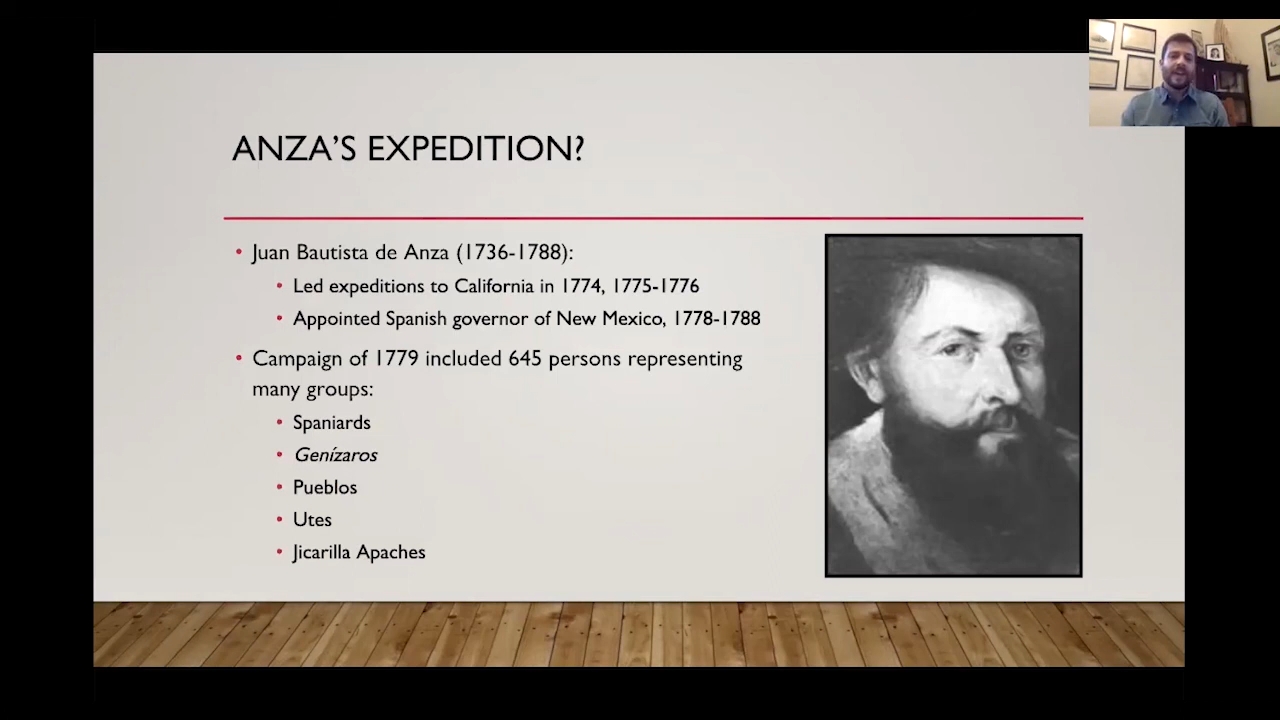 ANZA'S EXPEDITION?
Juan Bautista de Anza (1736-1788):
Led expeditions to California in 1774, 1775-1776
Appointed Spanish governor of New Mexico, 1778-1788
Campaign of 1779 included 645 persons representing
many groups:
Spaniards
Genízaros
Pueblos
Utes
Jicarilla Apaches